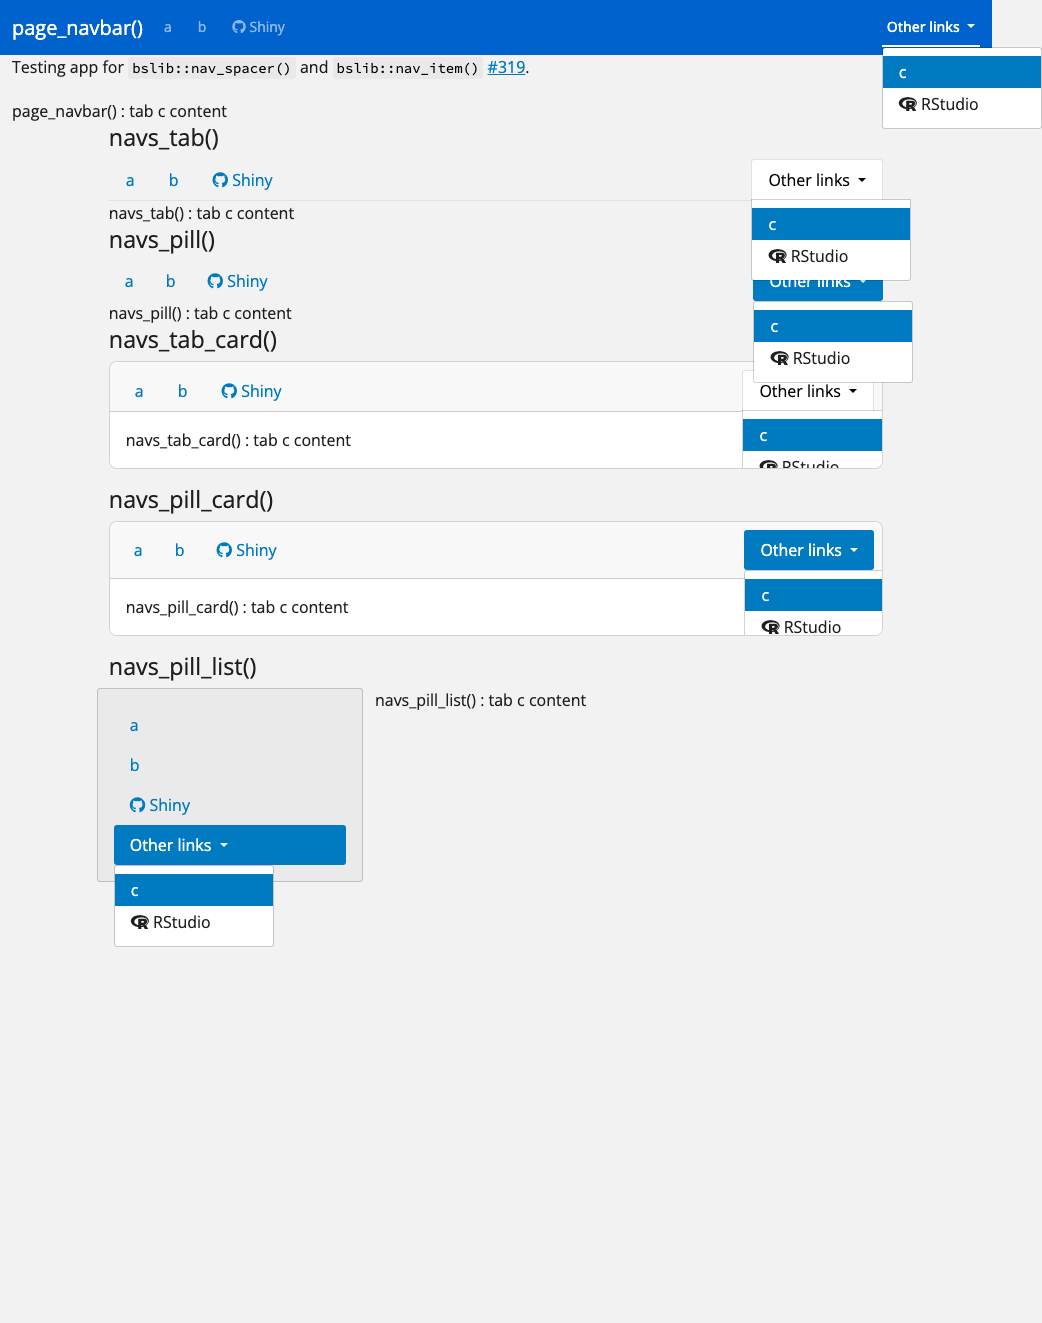 page_navbar() a b Shiny Other links
c
RStudio
Testing app for bslib::nav_spacer() and bslib::nav_item() #319.
page_navbar() : tab c content
navs_tab()
a b Shiny Other links
c
RStudio
navs_tab() : tab c content
navs_pill()
a b Shiny Other links
c
RStudio
navs_pill() : tab c content
navs_tab_card()
a b Shiny Other links
c
RStudio
navs_tab_card() : tab c content
navs_pill_card()
a b Shiny Other links
c
RStudio
navs_pill_card() : tab c content
navs_pill_list()
a
b
Shiny
Other links
c
RStudio
navs_pill_list() : tab c content